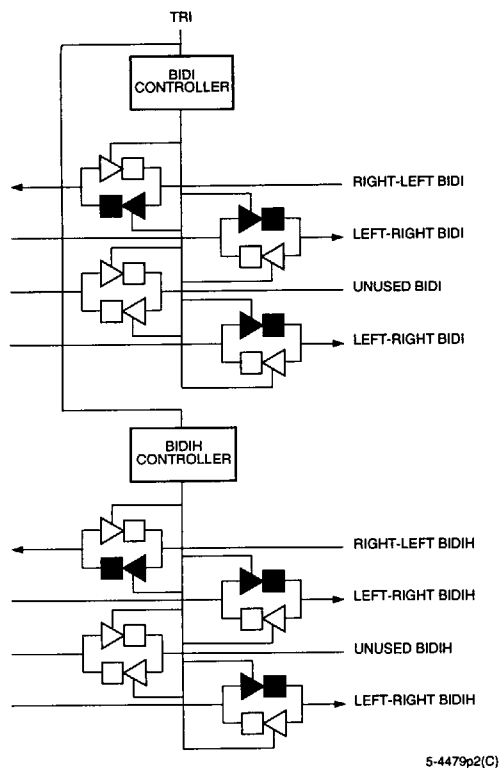 TRI
BIDI
CONTROLLER
RIGHT-LEFT BIDI
LEFT-RIGHT BIDI
UNUSED BIDI
LEFT-RIGHT BIDI
BIDIH
CONTROLLER
RIGHT-LEFT BIDIH
LEFT-RIGHT BIDIH
UNUSED BIDIH
LEFT-RIGHT BIDIH
5-4479p2(C)